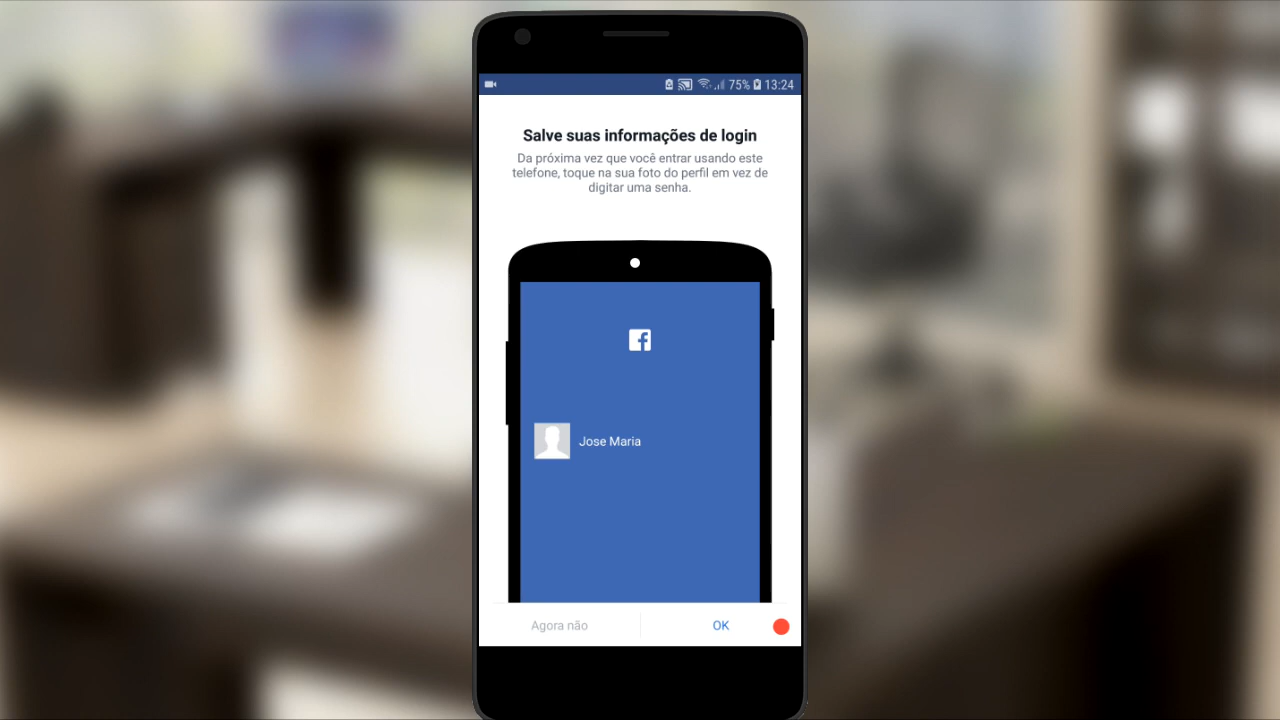 75% 13:24
Salve suas informações de login
Da próxima vez que você entrar usando este
telefone, toque na sua foto do perfil em vez de
digitar uma senha.
Jose Maria
Agora não
OK